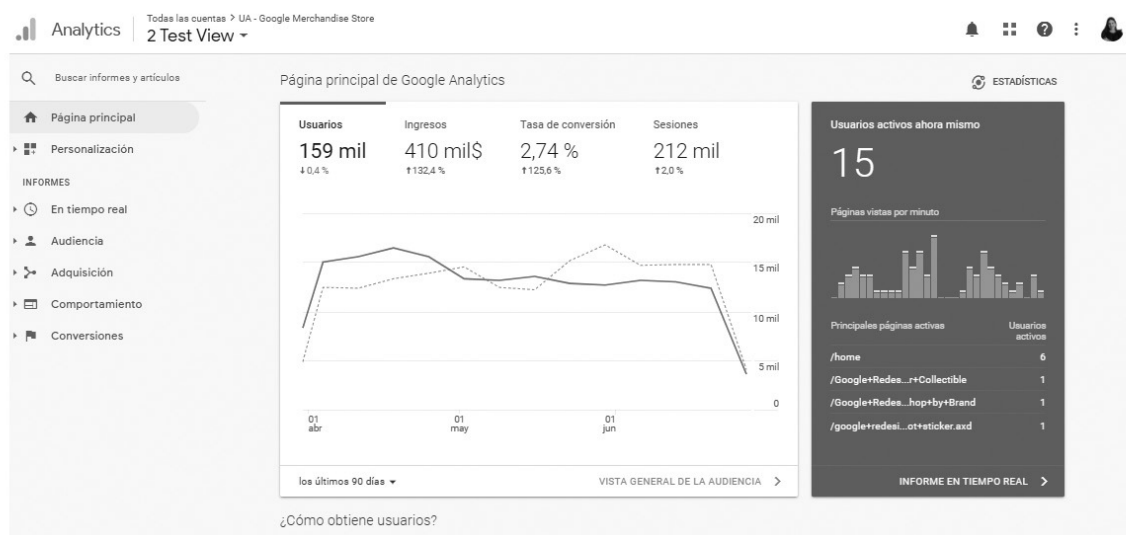 Analytics
Todas las cuentas > UA - Google Merchandise Store
2 Test View
Buscar informes y artículos
Página principal
Personalización
INFORMES
En tiempo real
Audiencia
Adquisición
Comportamiento
Conversiones
Página principal de Google Analytics
ESTADÍSTICAS
Usuarios Ingresos Tasa de conversión Sesiones
159 mil 410 mil$ 2,74 % 212 mil
↓0,4 % ↑132,4 % ↑125,6 % ↑2,0 %
20 mil
15 mil
10 mil
5 mil
0
01 01 01
abr may jun
los últimos 90 días
VISTA GENERAL DE LA AUDIENCIA
Usuarios activos ahora mismo
15
Páginas vistas por minuto
Principales páginas activas Usuarios
activos
/home 6
/Google+Redes...r+Collectible 1
/Google+Redes...hop+by+Brand 1
/google+redesi...ot+sticker.axd 1
INFORME EN TIEMPO REAL
¿Cómo obtiene usuarios?